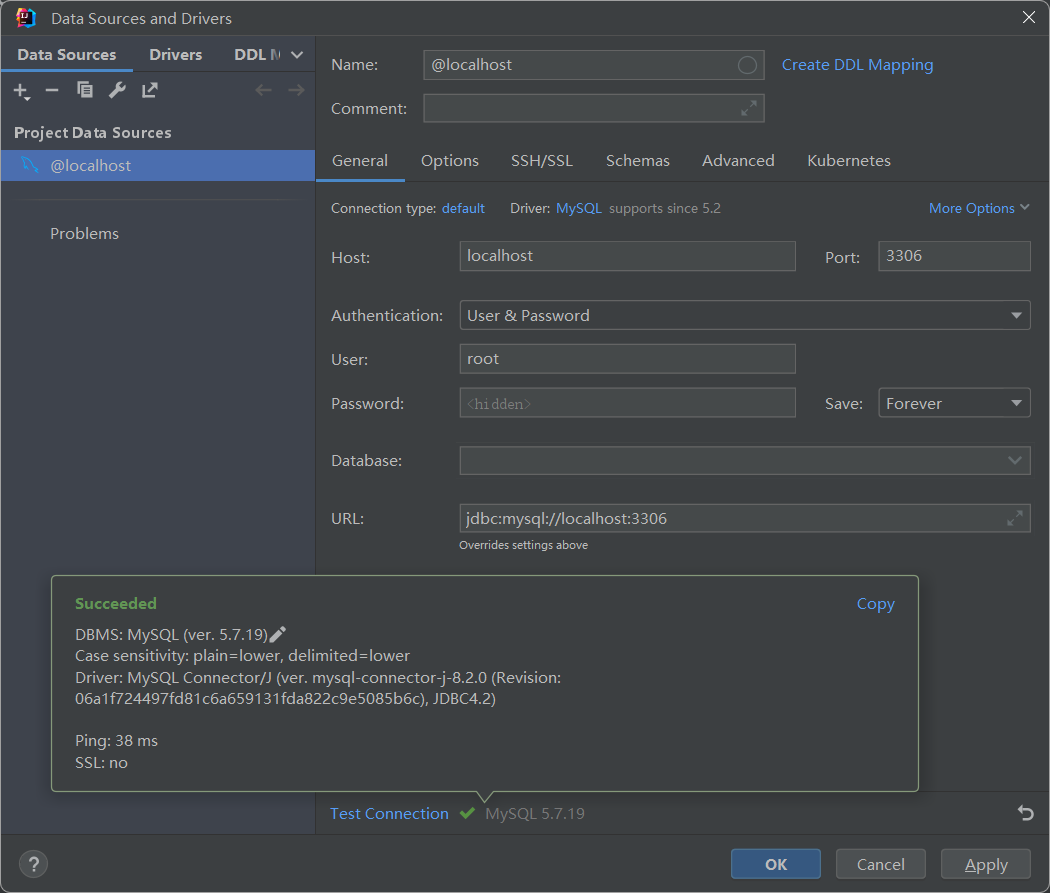 Data Sources and Drivers
Data Sources Drivers DDL
Project Data Sources
@localhost
Problems
Name: @localhost Create DDL Mapping
Comment:
General Options SSH/SSL Schemas Advanced Kubernetes
Connection type: default Driver: MySQL supports since 5.2 More Options
Host: localhost Port: 3306
Authentication: User & Password
User: root
Password: <hidden> Save: Forever
Database:
URL: jdbc:mysql://localhost:3306
Overrides settings above
Succeeded Copy
DBMS: MySQL (ver. 5.7.19)
Case sensitivity: plain=lower, delimited=lower
Driver: MySQL Connector/J (ver. mysql-connector-j-8.2.0 (Revision:
06a1f724497fd81c6a659131fda822c9e5085b6c), JDBC4.2)
Ping: 38 ms
SSL: no
Test Connection MySQL 5.7.19
? OK Cancel Apply